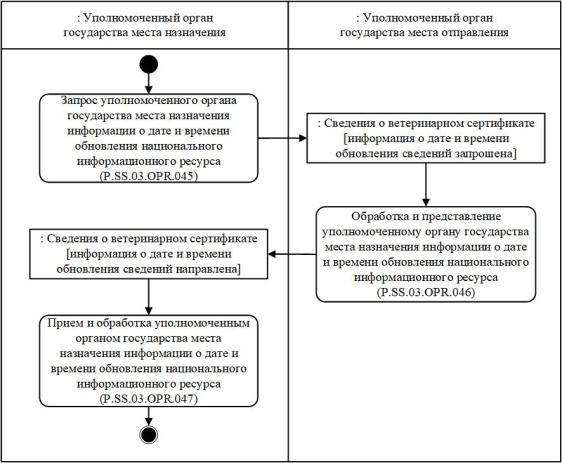 : Уполномоченный орган
государства места назначения
: Уполномоченный орган
государства места отправления
Запрос уполномоченного органа
государства места назначения
информации о дате и времени
обновления национального
информационного ресурса
(P.SS.03.OPR.045)
: Сведения о ветеринарном сертификате
[информация о дате и времени
обновления сведений запрошена]
Обработка и представление
уполномоченному органу государства
места назначения информации о дате
и времени обновления национального
информационного ресурса
(P.SS.03.OPR.046)
: Сведения о ветеринарном сертификате
[информация о дате и времени
обновления сведений направлена]
Прием и обработка уполномоченным
органом государства места
назначения информации о дате и
времени обновления национального
информационного ресурса
(P.SS.03.OPR.047)